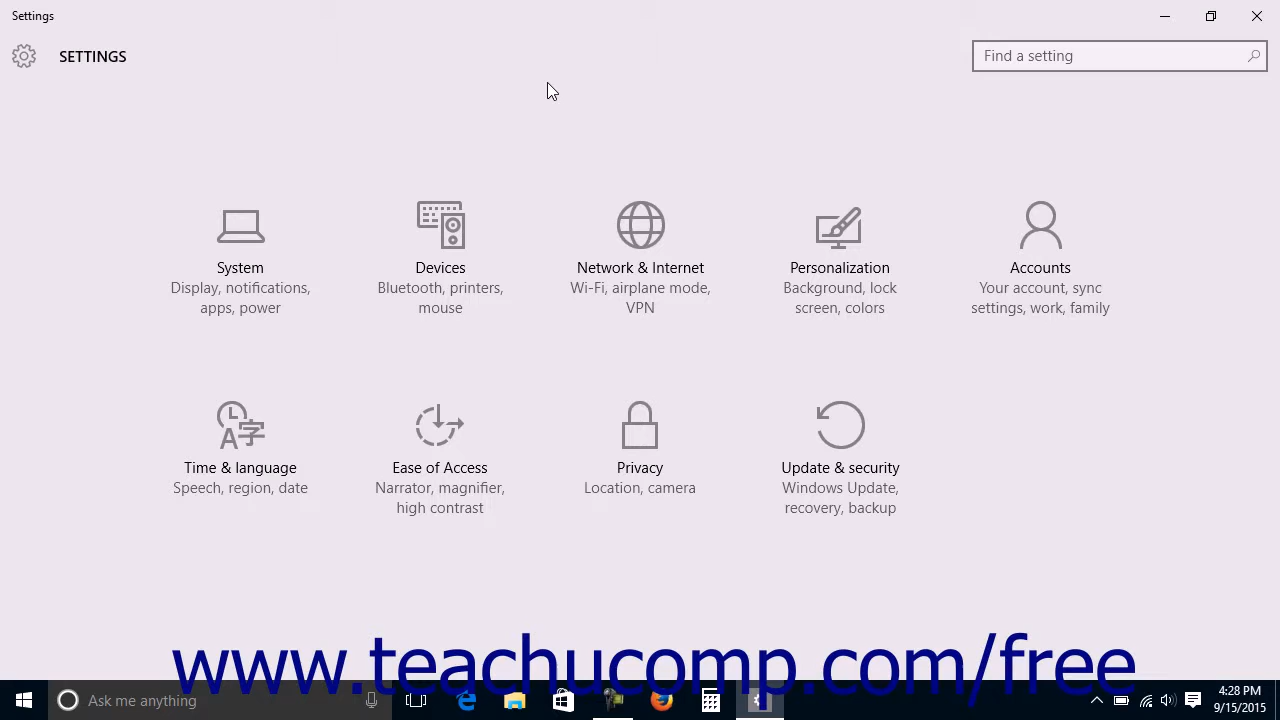 Settings
SETTINGS
Find a setting
System
Display, notifications,
apps, power
Devices
Bluetooth, printers,
mouse
Network & Internet
Wi-Fi, airplane mode,
VPN
Personalization
Background, lock
screen, colors
Accounts
Your account, sync
settings, work, family
Time & language
Speech, region, date
Ease of Access
Narrator, magnifier,
high contrast
Privacy
Location, camera
Update & security
Windows Update,
recovery, backup
www.teachucomp.com/free
Ask me anything
4:28 PM
9/15/2015